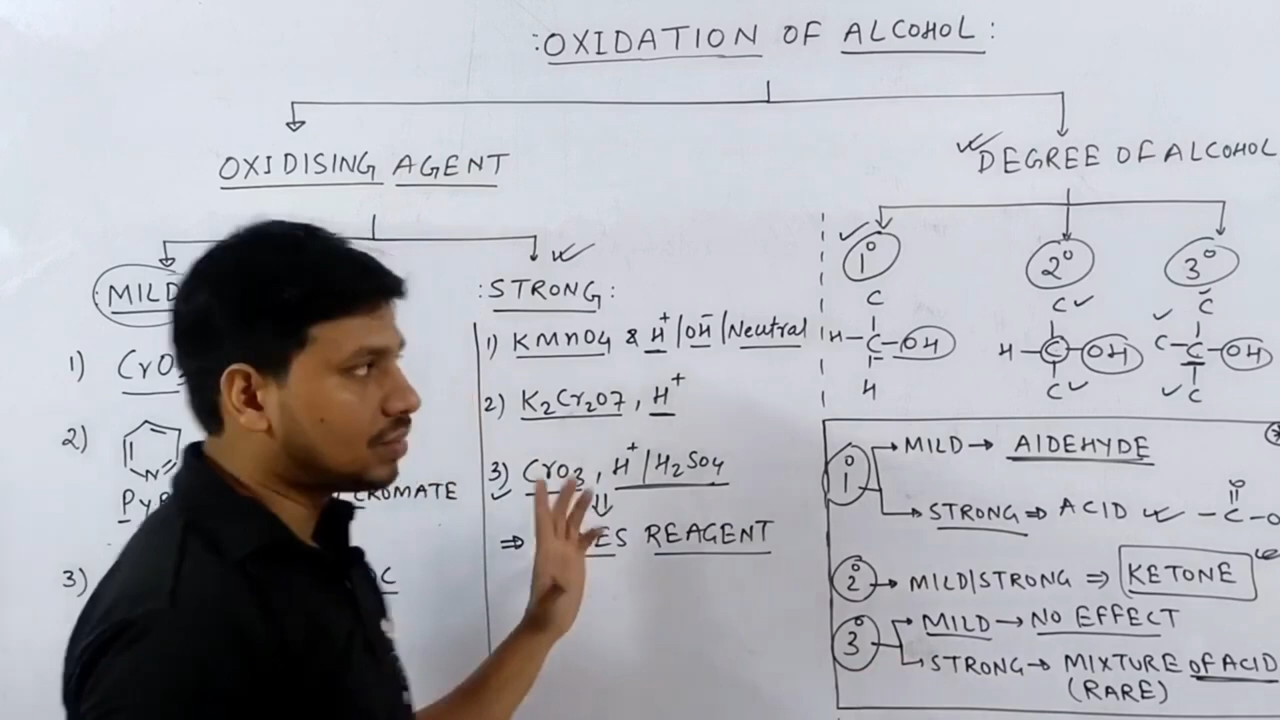 :OXIDATION OF ALCOHOL:
OXIDISING AGENT
DEGREE OF ALCOHOL
MILD
:STRONG:
1) KMnO4 & H+/OH-/Neutral
2) K2Cr2O7, H+
3) CrO3, H+/H2SO4
⇒ REAGENT
1)
2)
N
3)
1° 2° 3°
C C C
H-C-OH H-C-OH C-C-OH
H C C
1° MILD → AlDEHYDE
STRONG ⇒ ACID
O
-C-O
2° → MILD/STRONG ⇒ KETONE
3° MILD → NO EFFECT
STRONG → MIXTURE OF ACID
(RARE)